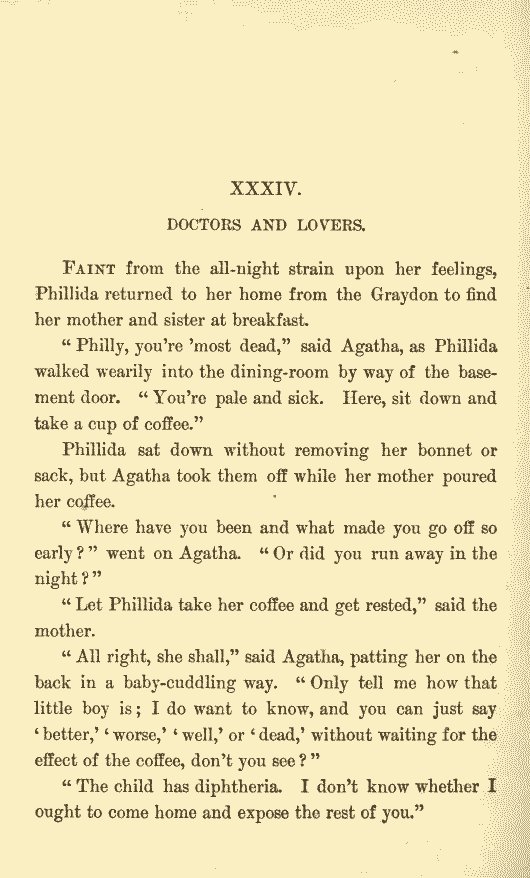 XXXIV.
DOCTORS AND LOVERS.
FAINT from the all-night strain upon her feelings,
Phillida returned to her home from the Graydon to find
her mother and sister at breakfast.
“Philly, you're 'most dead,” said Agatha, as Phillida
walked wearily into the dining-room by way of the base-
ment door. “You're pale and sick. Here, sit down and
take a cup of coffee.”
Phillida sat down without removing her bonnet or
sack, but Agatha took them off while her mother poured
her coffee.
“Where have you been and what made you go off so
early?” went on Agatha. “Or did you run away in the
night?”
“Let Phillida take her coffee and get rested,” said the
mother.
“All right, she shall,” said Agatha, patting her on the
back in a baby-cuddling way. “Only tell me how that
little boy is; I do want to know, and you can just say
‘better,’ ‘worse,’ ‘well,’ or ‘dead,’ without waiting for the
effect of the coffee, don't you see?”
“The child has diphtheria. I don't know whether I
ought to come home and expose the rest of you.”